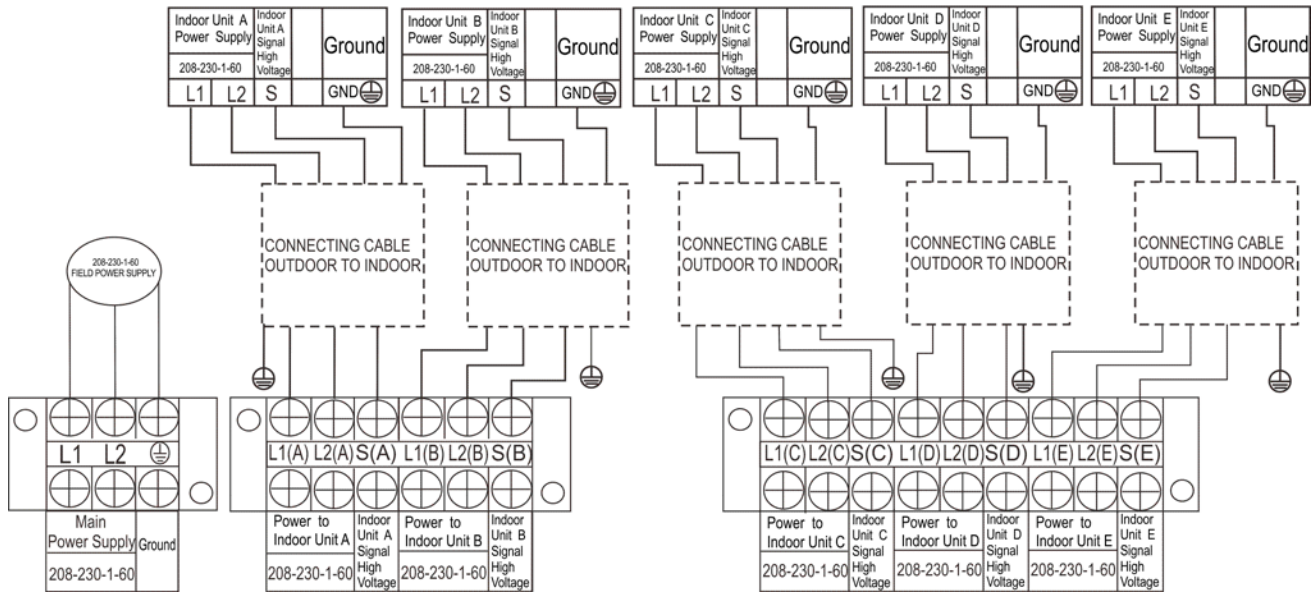 Indoor Unit A
Power Supply
208-230-1-60
Indoor
Unit A
Signal
High
Voltage
Ground
L1 L2 S GND
Indoor Unit B
Power Supply
208-230-1-60
Indoor
Unit B
Signal
High
Voltage
Ground
L1 L2 S GND
Indoor Unit C
Power Supply
208-230-1-60
Indoor
Unit C
Signal
High
Voltage
Ground
L1 L2 S GND
Indoor Unit D
Power Supply
208-230-1-60
Indoor
Unit D
Signal
High
Voltage
Ground
L1 L2 S GND
Indoor Unit E
Power Supply
208-230-1-60
Indoor
Unit E
Signal
High
Voltage
Ground
L1 L2 S GND
CONNECTING CABLE
OUTDOOR TO INDOOR
CONNECTING CABLE
OUTDOOR TO INDOOR
CONNECTING CABLE
OUTDOOR TO INDOOR
CONNECTING CABLE
OUTDOOR TO INDOOR
CONNECTING CABLE
OUTDOOR TO INDOOR
208-230-1-60
FIELD POWER SUPPLY
L1 L2
Main
Power Supply
208-230-1-60
Ground
L1(A) L2(A) S(A) L1(B) L2(B) S(B)
Power to
Indoor Unit A
208-230-1-60
Indoor
Unit A
Signal
High
Voltage
Power to
Indoor Unit B
208-230-1-60
Indoor
Unit B
Signal
High
Voltage
L1(C) L2(C) S(C) L1(D) L2(D) S(D) L1(E) L2(E) S(E)
Power to
Indoor Unit C
208-230-1-60
Indoor
Unit C
Signal
High
Voltage
Power to
Indoor Unit D
208-230-1-60
Indoor
Unit D
Signal
High
Voltage
Power to
Indoor Unit E
208-230-1-60
Indoor
Unit E
Signal
High
Voltage